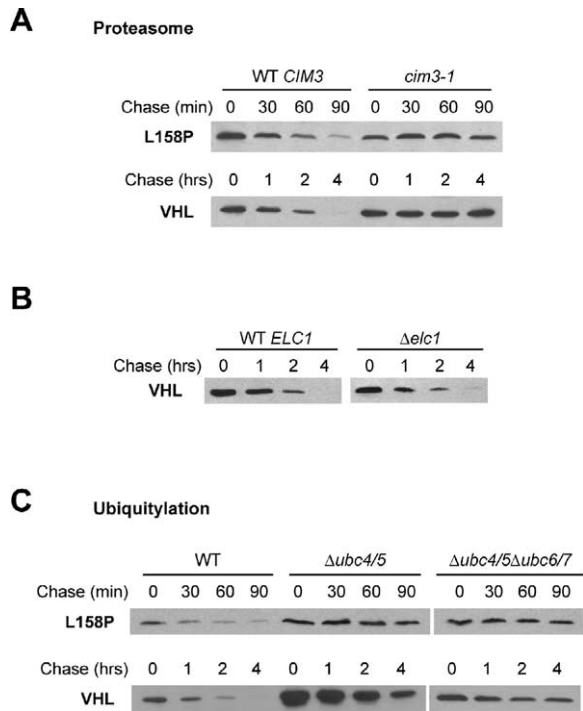 A Proteasome
WT CIM3 cim3-1
Chase (min) 0 30 60 90 0 30 60 90
L158P
Chase (hrs) 0 1 2 4 0 1 2 4
VHL
B
WT ELC1 Δelc1
Chase (hrs) 0 1 2 4 0 1 2 4
VHL
C Ubiquitylation
WT Δubc4/5 Δubc4/5Δubc6/7
Chase (min) 0 30 60 90 0 30 60 90 0 30 60 90
L158P
Chase (hrs) 0 1 2 4 0 1 2 4 0 1 2 4
VHL